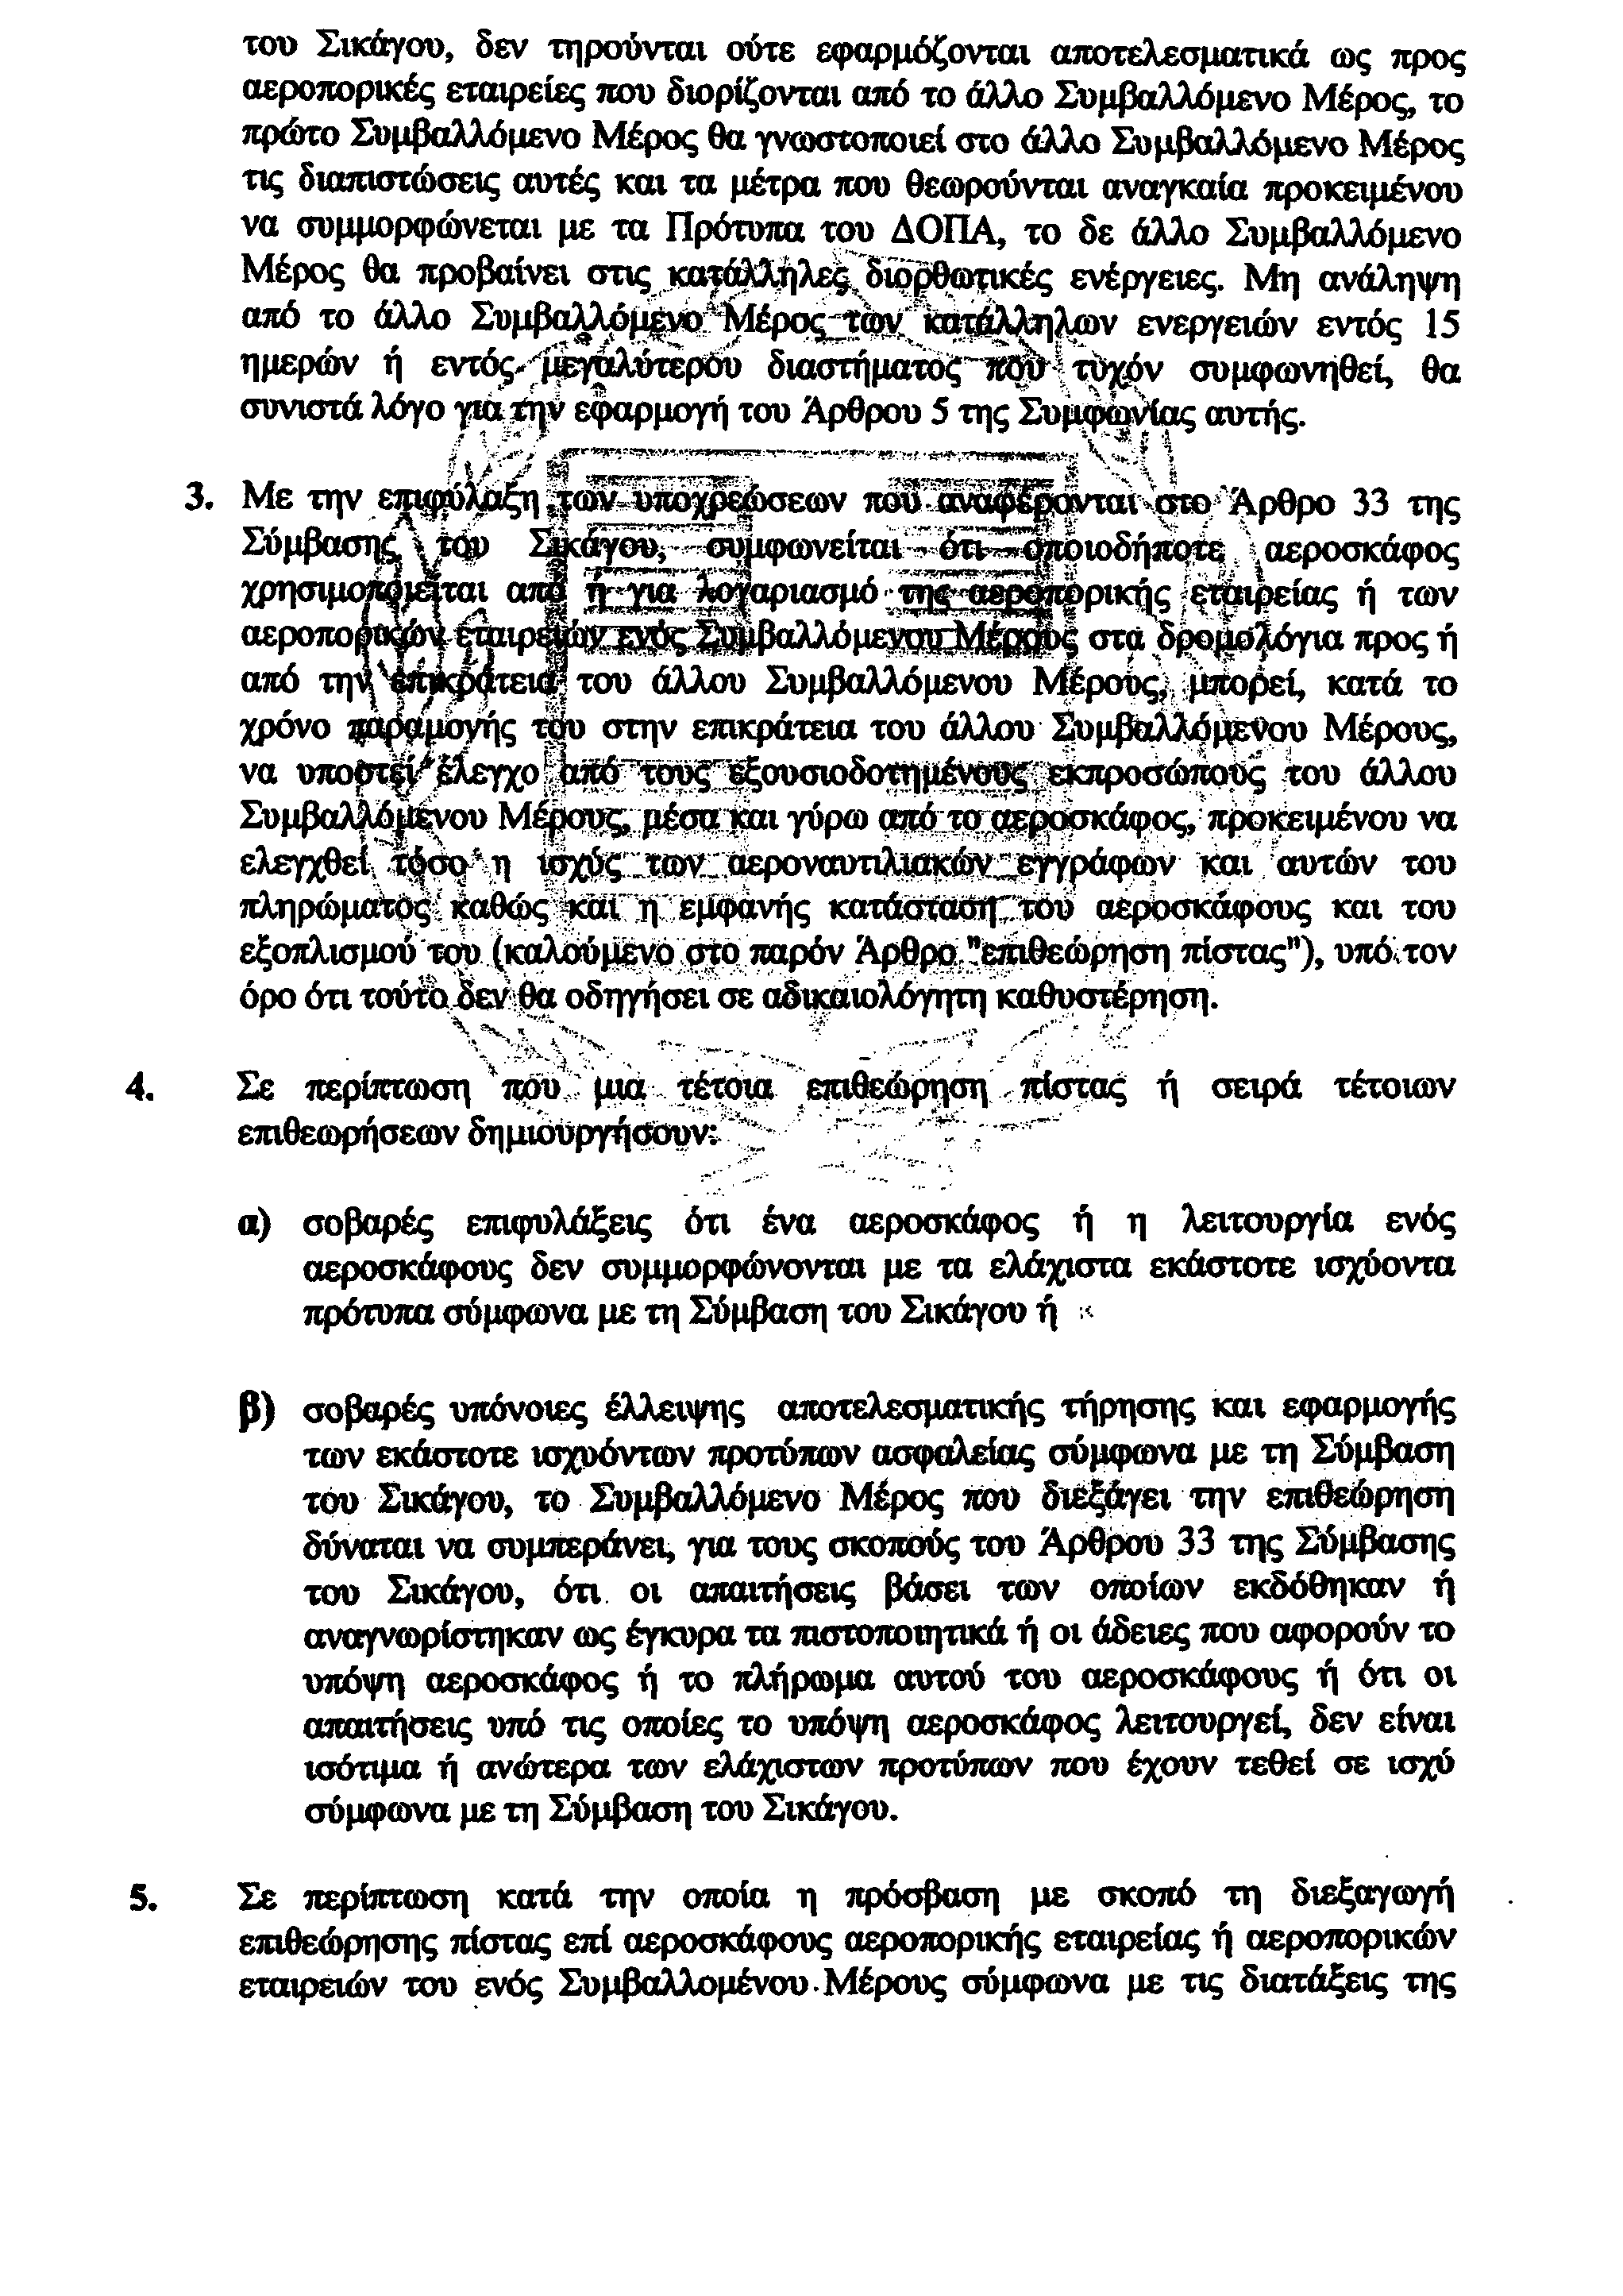 του Σικάγου, δεν τηρούνται ούτε εφαρμόζονται αποτελεσματικά ως προς
αεροπορικές εταιρείες που διορίζονται από το άλλο Συμβαλλόμενο Μέρος, το
πρώτο Συμβαλλόμενο Μέρος θα γνωστοποιεί στο άλλο Συμβαλλόμενο Μέρος
τις διαπιστώσεις αυτές και τα μέτρα που θεωρούνται αναγκαία προκειμένου
να συμμορφώνεται με τα Πρότυπα του ΔΟΠΑ, το δε άλλο Συμβαλλόμενο
Μέρος θα προβαίνει στις κατάλληλες διορθωτικές ενέργειες. Μη ανάληψη
από το άλλο Συμβαλλόμενο Μέρος των κατάλληλων ενεργειών εντός 15
ημερών ή εντός μεγαλύτερου διαστήματος που τυχόν συμφωνηθεί, θα
συνιστά λόγο για την εφαρμογή του Άρθρου 5 της Συμφωνίας αυτής.
3. Με την επιφύλαξη των υποχρεώσεων που αναφέρονται στο Άρθρο 33 της
Σύμβασης του Σικάγου, συμφωνείται ότι οποιοδήποτε αεροσκάφος
χρησιμοποιείται από ή για λογαριασμό της αεροπορικής εταιρείας ή των
αεροπορικών εταιρειών ενός Συμβαλλόμενου Μέρους στα δρομολόγια προς ή
από την επικράτεια του άλλου Συμβαλλόμενου Μέρους, μπορεί, κατά το
χρόνο παραμονής του στην επικράτεια του άλλου Συμβαλλόμενου Μέρους,
να υποστεί έλεγχο από τους εξουσιοδοτημένους εκπροσώπους του άλλου
Συμβαλλόμενου Μέρους, μέσα και γύρω από το αεροσκάφος, προκειμένου να
ελεγχθεί τόσο η ισχύς των αεροναυτιλιακών εγγράφων και αυτών του
πληρώματος καθώς και η εμφανής κατάσταση του αεροσκάφους και του
εξοπλισμού του (καλούμενο στο παρόν Άρθρο "επιθεώρηση πίστας"), υπό τον
όρο ότι τούτο δεν θα οδηγήσει σε αδικαιολόγητη καθυστέρηση.
4. Σε περίπτωση που μια τέτοια επιθεώρηση πίστας ή σειρά τέτοιων
επιθεωρήσεων δημιουργήσουν:
α) σοβαρές επιφυλάξεις ότι ένα αεροσκάφος ή η λειτουργία ενός
αεροσκάφους δεν συμμορφώνονται με τα ελάχιστα εκάστοτε ισχύοντα
πρότυπα σύμφωνα με τη Σύμβαση του Σικάγου ή
β) σοβαρές υπόνοιες έλλειψης αποτελεσματικής τήρησης και εφαρμογής
των εκάστοτε ισχυόντων προτύπων ασφαλείας σύμφωνα με τη Σύμβαση
του Σικάγου, το Συμβαλλόμενο Μέρος που διεξάγει την επιθεώρηση
δύναται να συμπεράνει, για τους σκοπούς του Άρθρου 33 της Σύμβασης
του Σικάγου, ότι οι απαιτήσεις βάσει των οποίων εκδόθηκαν ή
αναγνωρίστηκαν ως έγκυρα τα πιστοποιητικά ή οι άδειες που αφορούν το
υπόψη αεροσκάφος ή το πλήρωμα αυτού του αεροσκάφους ή ότι οι
απαιτήσεις υπό τις οποίες το υπόψη αεροσκάφος λειτουργεί, δεν είναι
ισότιμα ή ανώτερα των ελάχιστων προτύπων που έχουν τεθεί σε ισχύ
σύμφωνα με τη Σύμβαση του Σικάγου.
5. Σε περίπτωση κατά την οποία η πρόσβαση με σκοπό τη διεξαγωγή
επιθεώρησης πίστας επί αεροσκάφους αεροπορικής εταιρείας ή αεροπορικών
εταιρειών του ενός Συμβαλλομένου Μέρους σύμφωνα με τις διατάξεις της